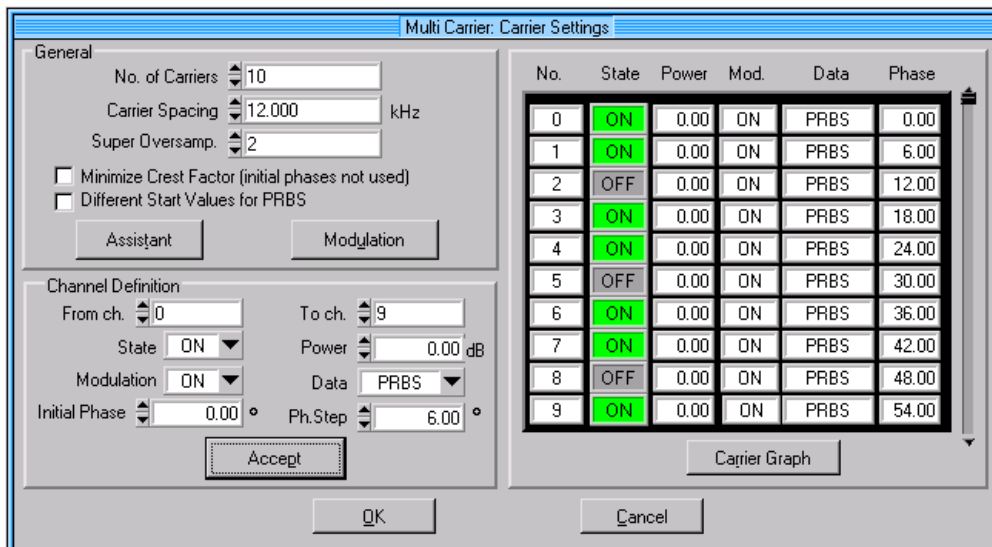 Multi Carrier: Carrier Settings
General
No. of Carriers 10
Carrier Spacing 12.000 kHz
Super Oversamp. 2
Minimize Crest Factor (initial phases not used)
Different Start Values for PRBS
Assistant Modulation
Channel Definition
From ch. 0 To ch. 9
State ON Power 0.00 dB
Modulation ON Data PRBS
Initial Phase 0.00 ° Ph.Step 6.00 °
Accept
No. State Power Mod. Data Phase
0 ON 0.00 ON PRBS 0.00
1 ON 0.00 ON PRBS 6.00
2 OFF 0.00 ON PRBS 12.00
3 ON 0.00 ON PRBS 18.00
4 ON 0.00 ON PRBS 24.00
5 OFF 0.00 ON PRBS 30.00
6 ON 0.00 ON PRBS 36.00
7 ON 0.00 ON PRBS 42.00
8 OFF 0.00 ON PRBS 48.00
9 ON 0.00 ON PRBS 54.00
Carrier Graph
OK Cancel